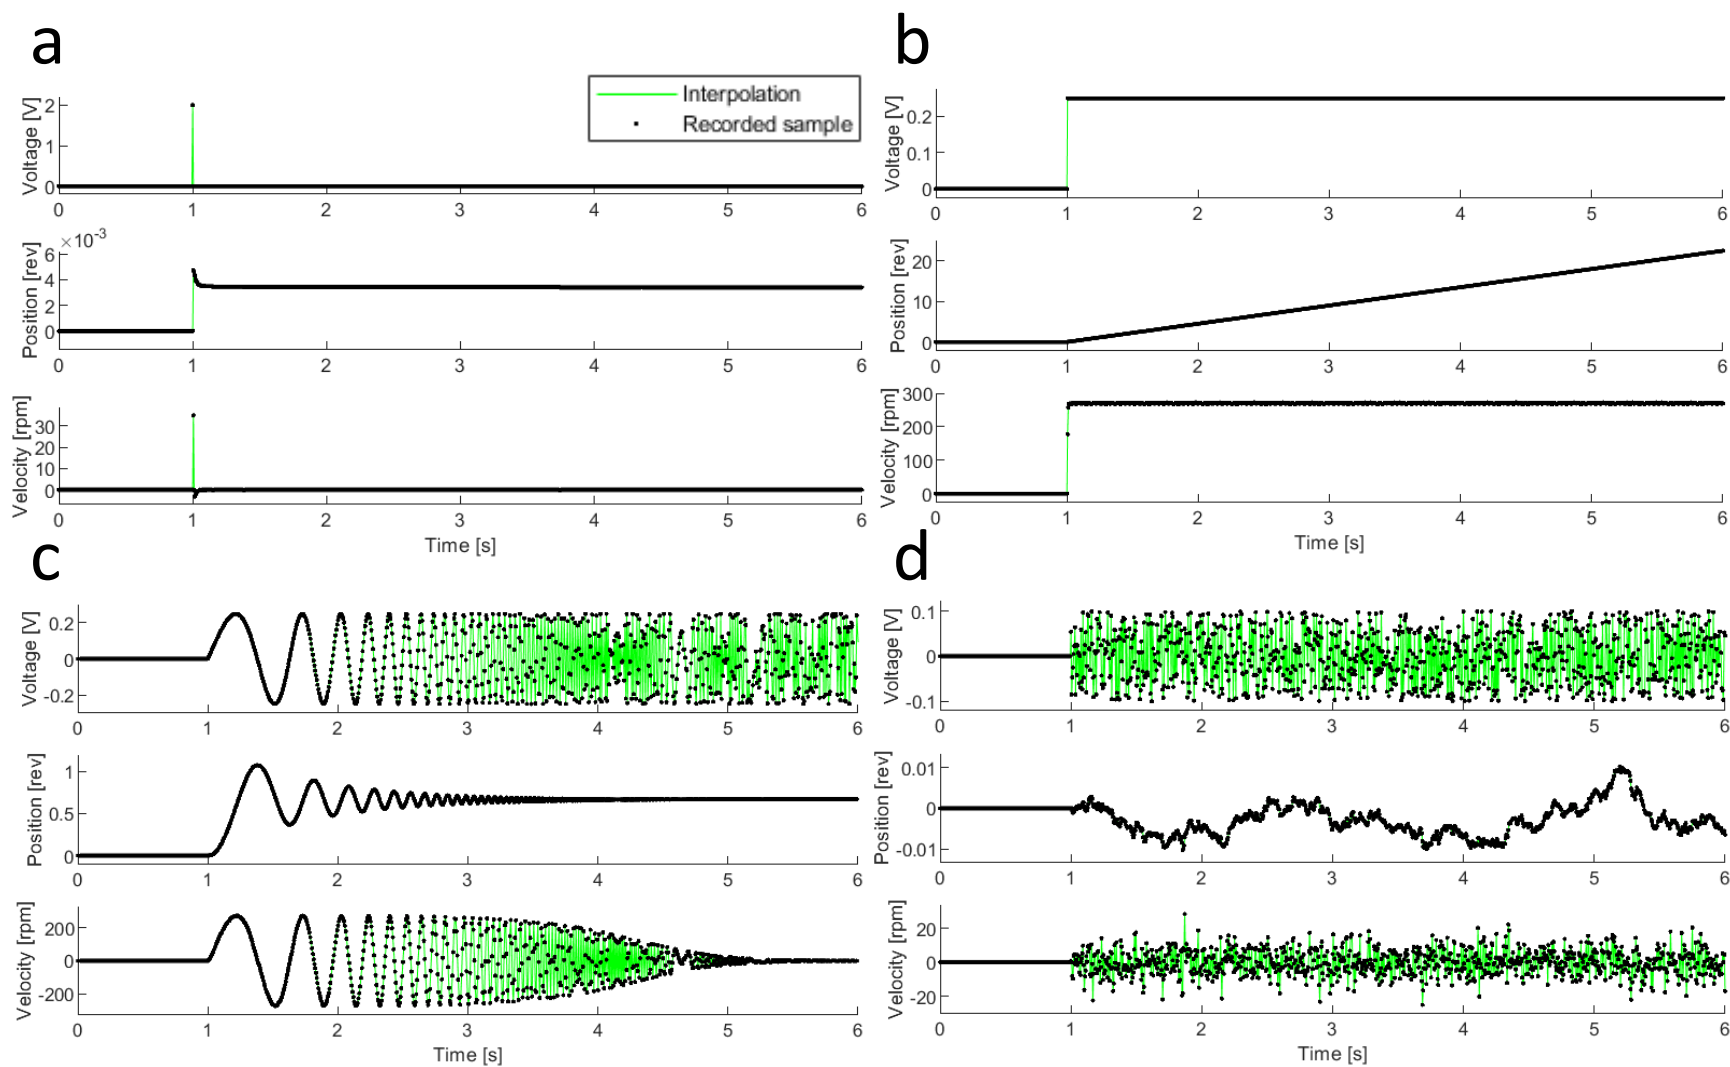 a
Interpolation
Recorded sample
Voltage [V]
2
1
0
0 1 2 3 4 5 6
×10-3
Position [rev]
6
4
2
0
0 1 2 3 4 5 6
Velocity [rpm]
30
20
10
0
0 1 2 3 4 5 6
Time [s]
b
Voltage [V]
0.2
0.1
0
0 1 2 3 4 5 6
Position [rev]
20
10
0
0 1 2 3 4 5 6
Velocity [rpm]
300
200
100
0
0 1 2 3 4 5 6
Time [s]
c
Voltage [V]
0.2
0
-0.2
0 1 2 3 4 5 6
Position [rev]
1
0.5
0
0 1 2 3 4 5 6
Velocity [rpm]
200
0
-200
0 1 2 3 4 5 6
Time [s]
d
Voltage [V]
0.1
0
-0.1
0 1 2 3 4 5 6
Position [rev]
0.01
0
-0.01
0 1 2 3 4 5 6
Velocity [rpm]
20
0
-20
0 1 2 3 4 5 6
Time [s]